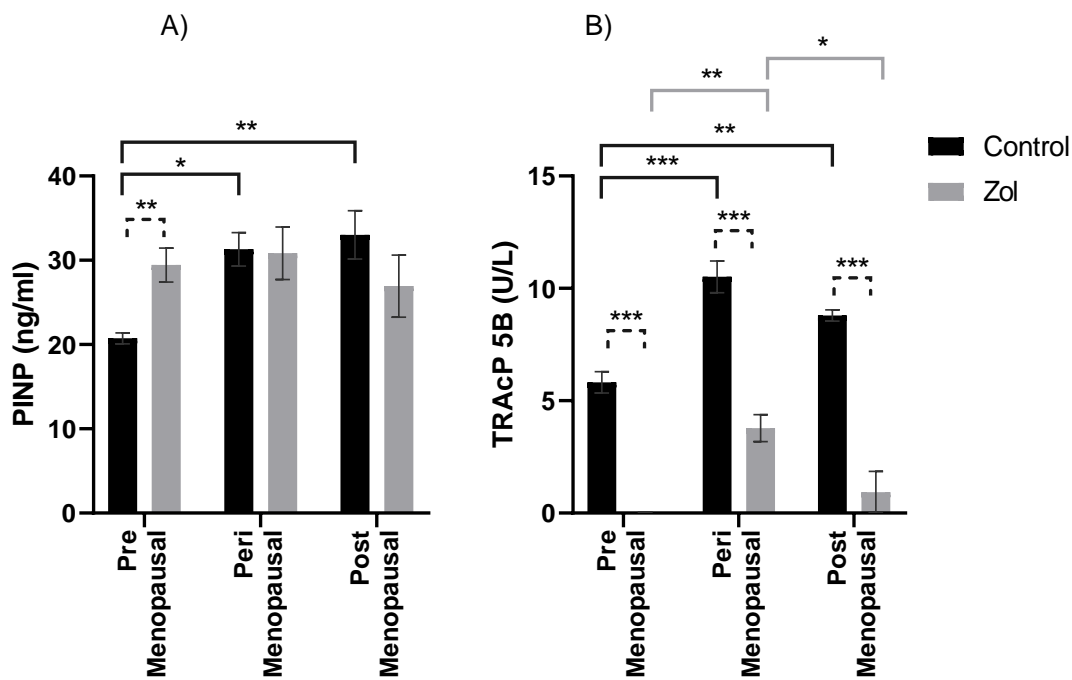 A)
**
*
**
40
30
20
10
0
PINP (ng/ml)
Pre
Menopausal
Peri
Menopausal
Post
Menopausal
B)
*
**
**
***
***
***
***
15
10
5
0
TRAcP 5B (U/L)
Pre
Menopausal
Peri
Menopausal
Post
Menopausal
Control
Zol